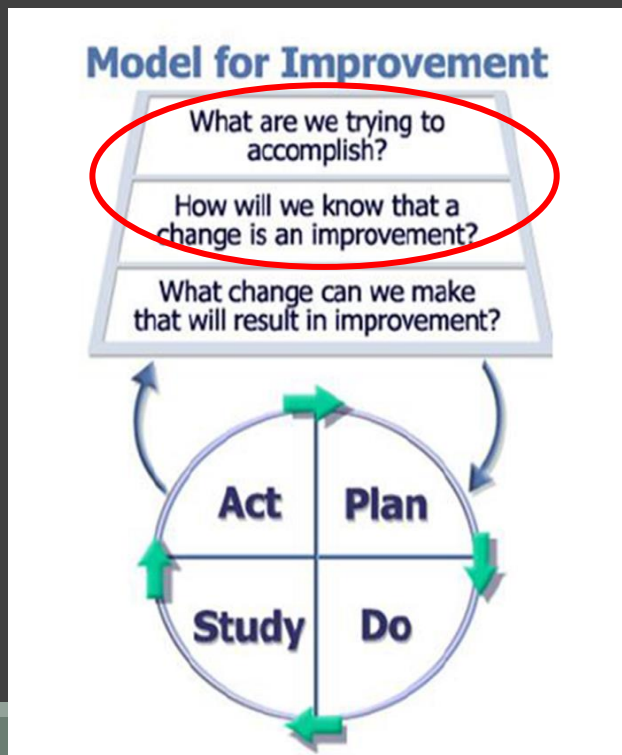 Model for Improvement
What are we trying to
accomplish?
How will we know that a
change is an improvement?
What change can we make
that will result in improvement?
Act Plan
Study Do